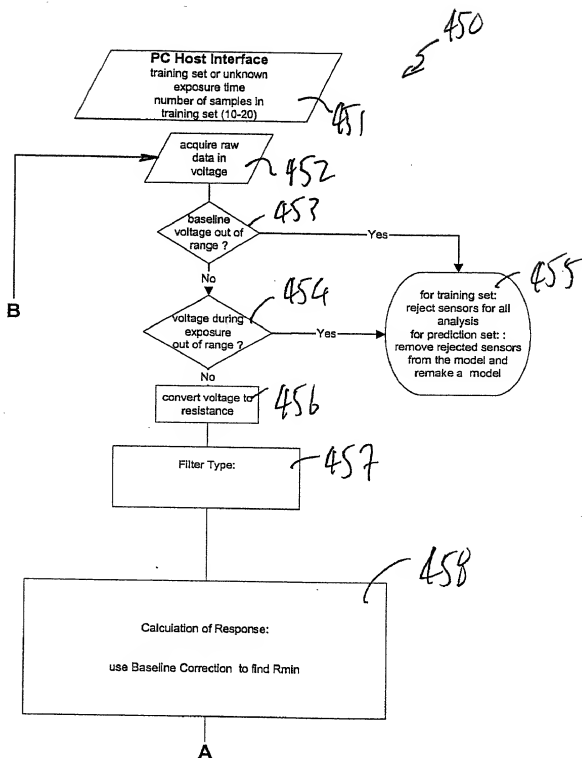 450
PC Host Interface
training set or unknown
exposure time
number of samples in
training set (10-20)
451
acquire raw
data in
voltage
452
453
baseline
voltage out of
range ?
Yes
No
B
454
voltage during
exposure
out of range ?
Yes
No
455
for training set:
reject sensors for all
analysis
for prediction set: :
remove rejected sensors
from the model and
remake a model
convert voltage to
resistance
456
Filter Type:
457
458
Calculation of Response:
use Baseline Correction to find Rmin
A